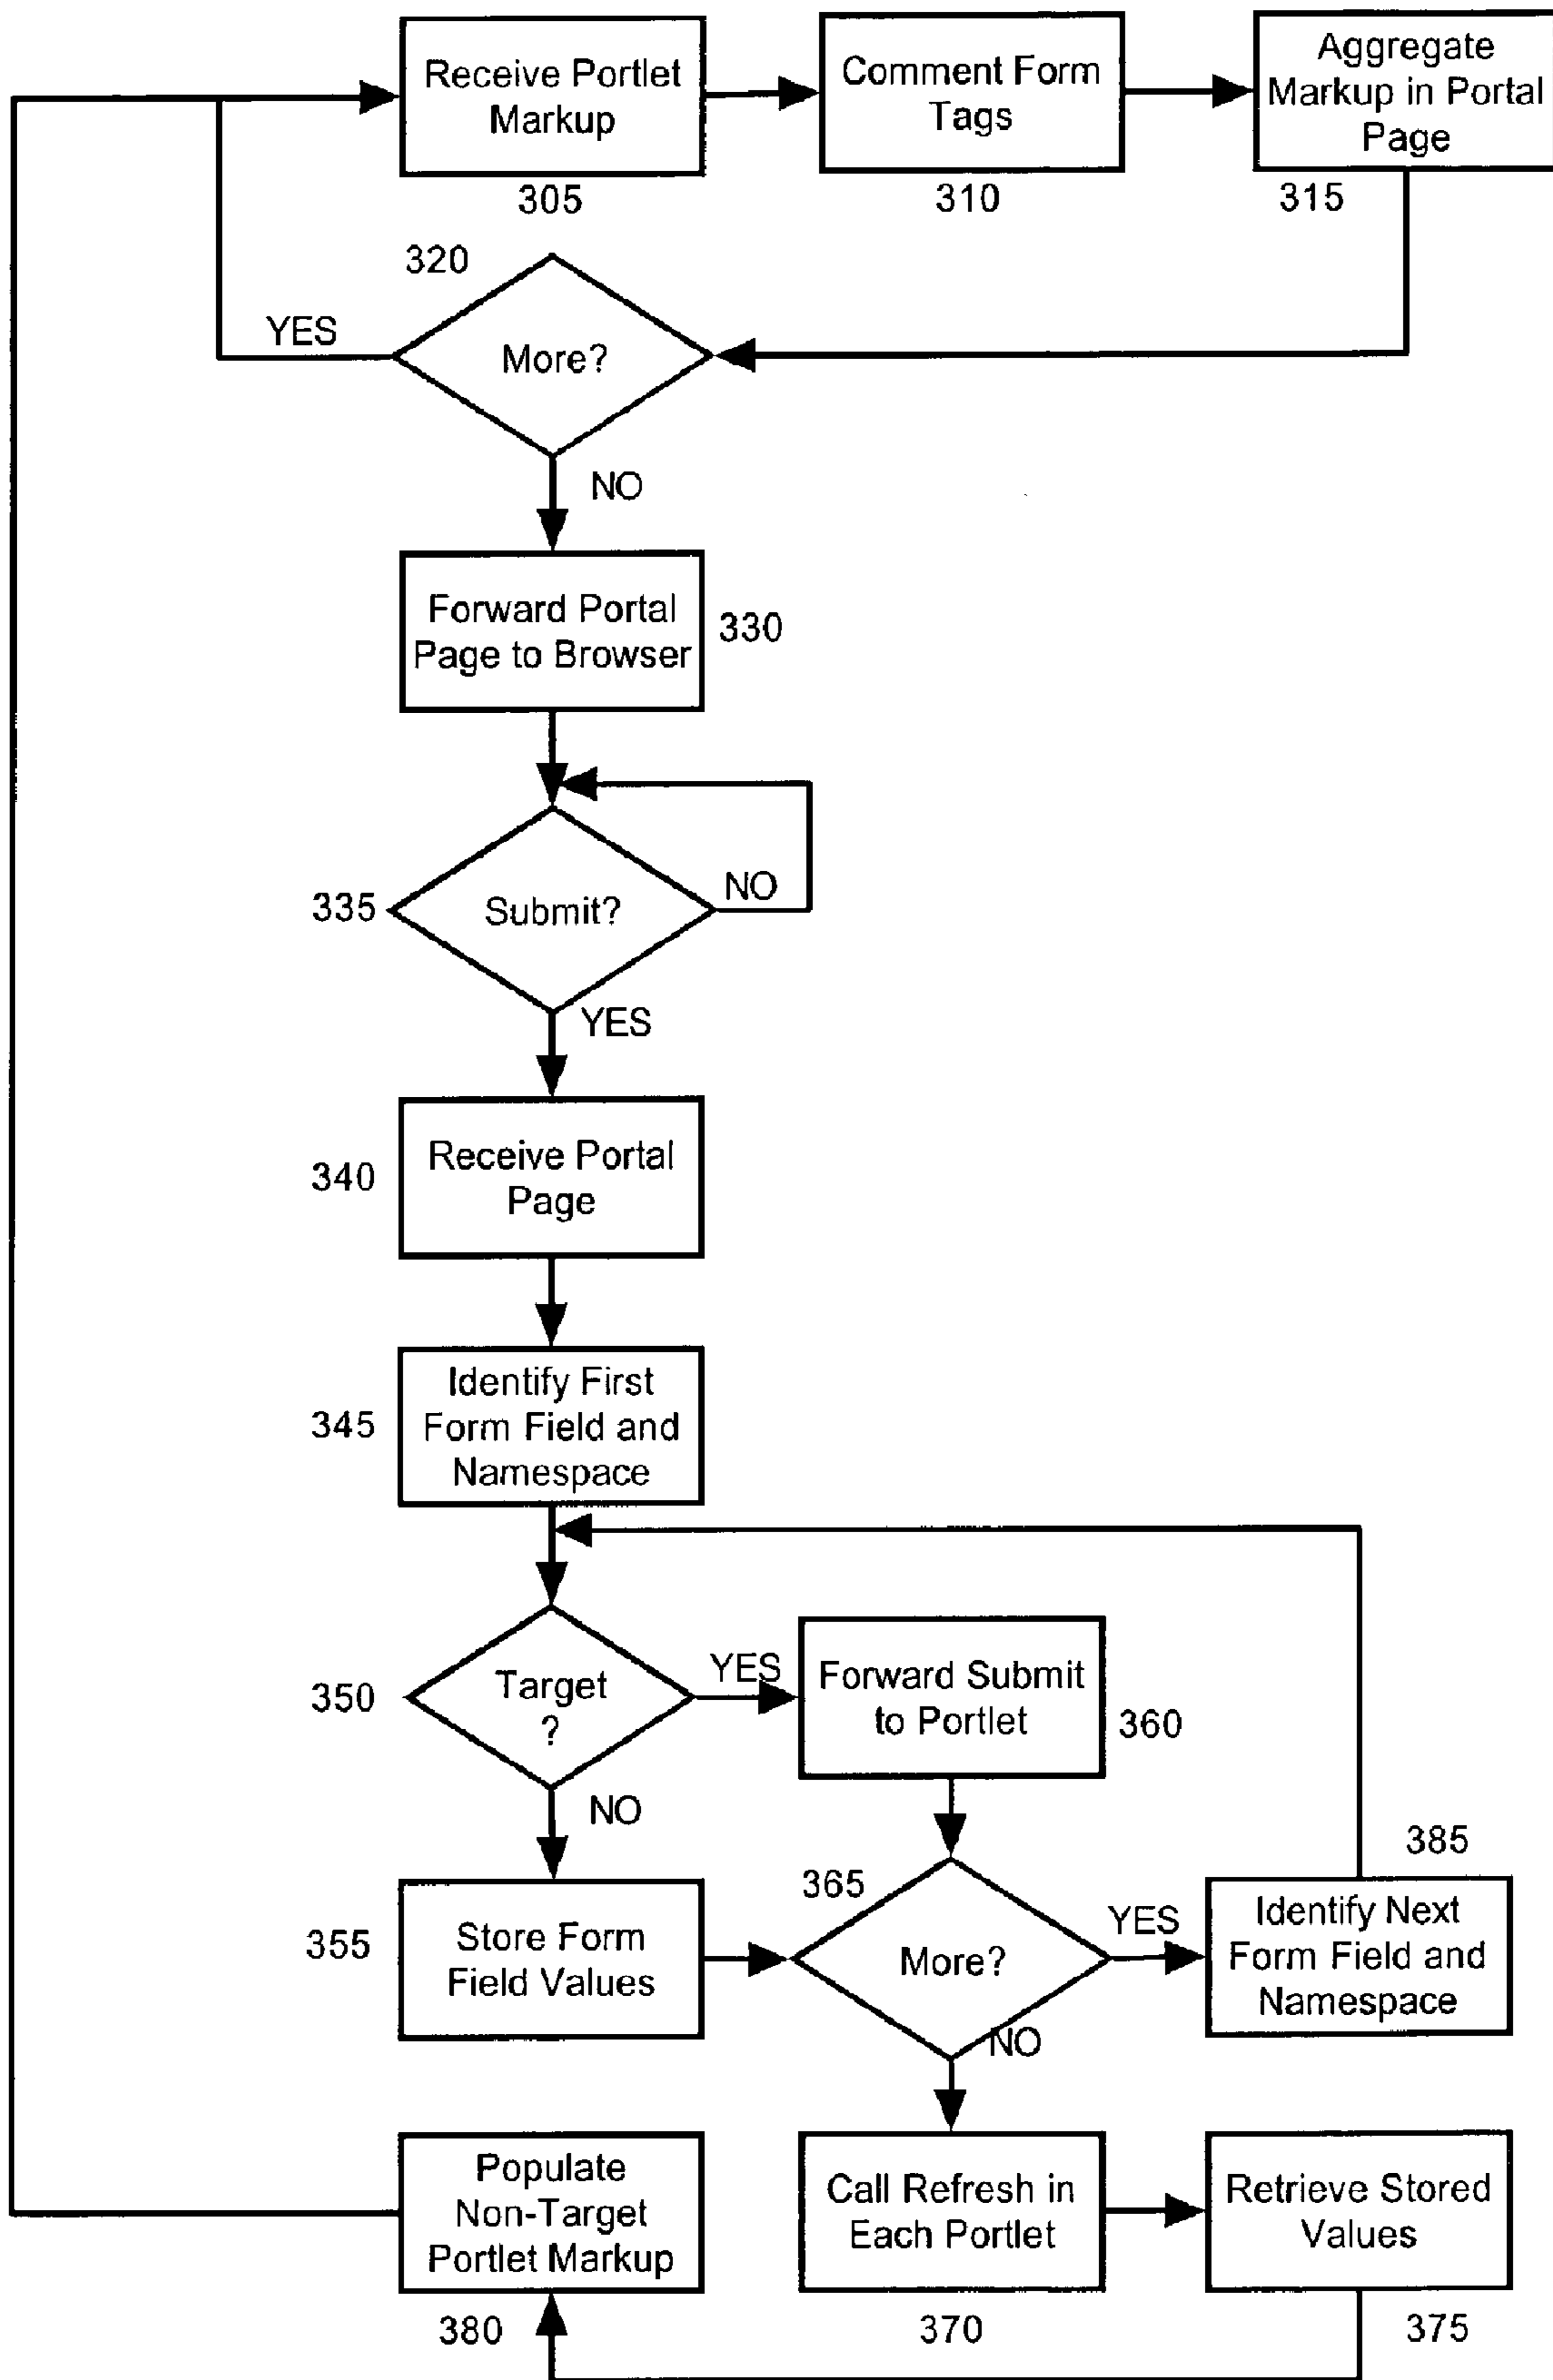 Receive Portlet
Markup
305
Comment Form
Tags
310
Aggregate
Markup in Portal
Page
315
320
More?
YES
NO
Forward Portal
Page to Browser
330
335
Submit?
NO
YES
340
Receive Portal
Page
345
Identify First
Form Field and
Namespace
350
Target
?
YES
NO
Forward Submit
to Portlet
360
355
Store Form
Field Values
365
More?
YES
NO
385
Identify Next
Form Field and
Namespace
Call Refresh in
Each Portlet
370
Retrieve Stored
Values
375
Populate
Non-Target
Portlet Markup
380